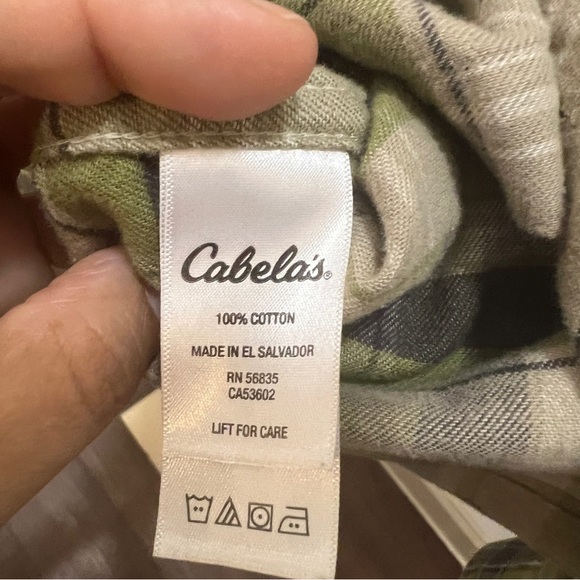 Cabela's®
100% COTTON
MADE IN EL SALVADOR
RN 56835
CA53602
LIFT FOR CARE